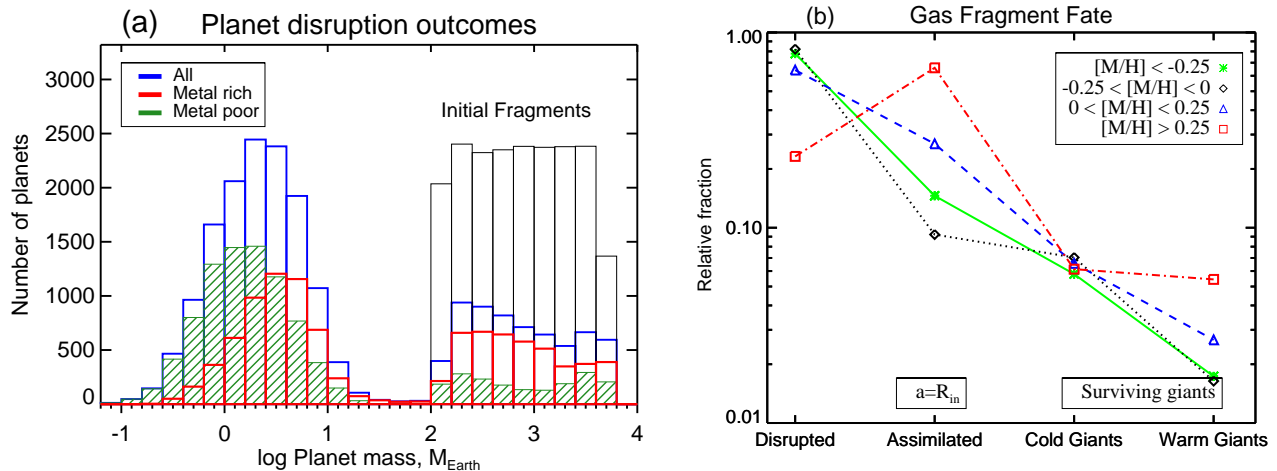 (a) Planet disruption outcomes
3000
2500
2000
1500
1000
500
0
Number of planets
All
Metal rich
Metal poor
Initial Fragments
-1 0 1 2 3 4
log Planet mass, M_Earth
(b) Gas Fragment Fate
1.00
0.10
0.01
Relative fraction
[M/H] < -0.25
-0.25 < [M/H] < 0
0 < [M/H] < 0.25
[M/H] > 0.25
a=R_in
Surviving giants
Disrupted Assimilated Cold Giants Warm Giants